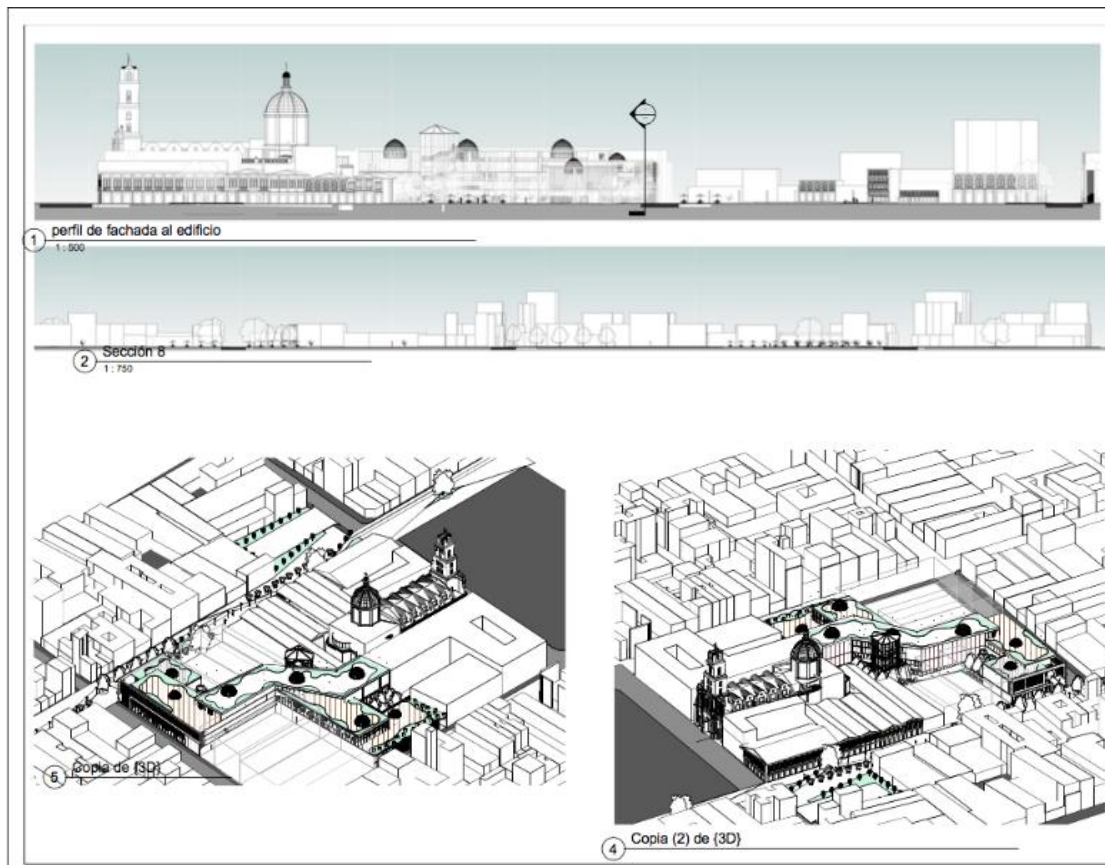 1
perfil de fachada al edificio
1 : 500
2
Sección 8
1 : 750
5
Copia de {3D}
4
Copia (2) de {3D}